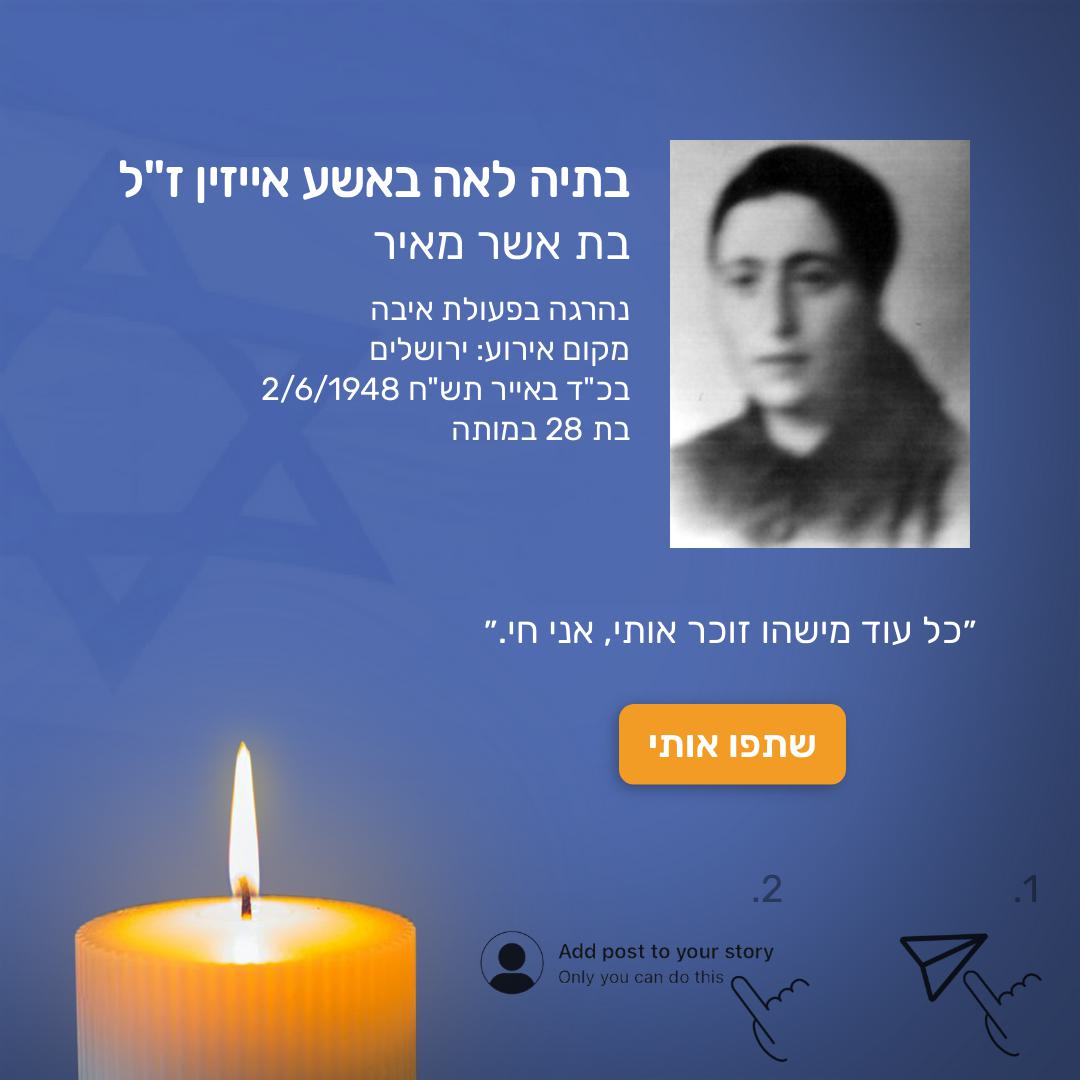 בתיה לאה באשע אייזין ז"ל
בת אשר מאיר
נהרגה בפעולת איבה
מקום אירוע: ירושלים
בכ"ד באייר תש"ח 2/6/1948
בת 28 במותה
״כל עוד מישהו זוכר אותי, אני חי.״
שתפו אותי
1.
2.
Add post to your story
Only you can do this